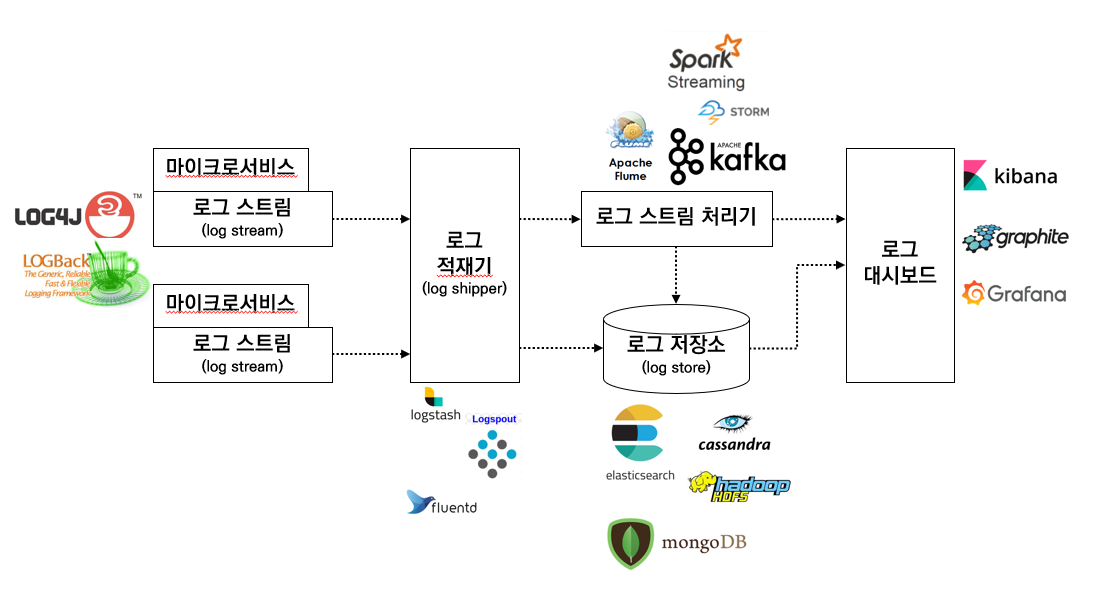 Spark
Streaming
STORM
Apache
Flume
APACHE
kafka
마이크로서비스
로그 스트림
(log stream)
LOG4J
TM
LOGBack
The Generic, Reliable
Fast & Flexible
Logging Framework
마이크로서비스
로그 스트림
(log stream)
로그
적재기
(log shipper)
logstash
Logspout
fluentd
로그 스트림 처리기
로그 저장소
(log store)
elasticsearch
cassandra
hadoop
HDFS
mongoDB
로그
대시보드
kibana
graphite
Grafana